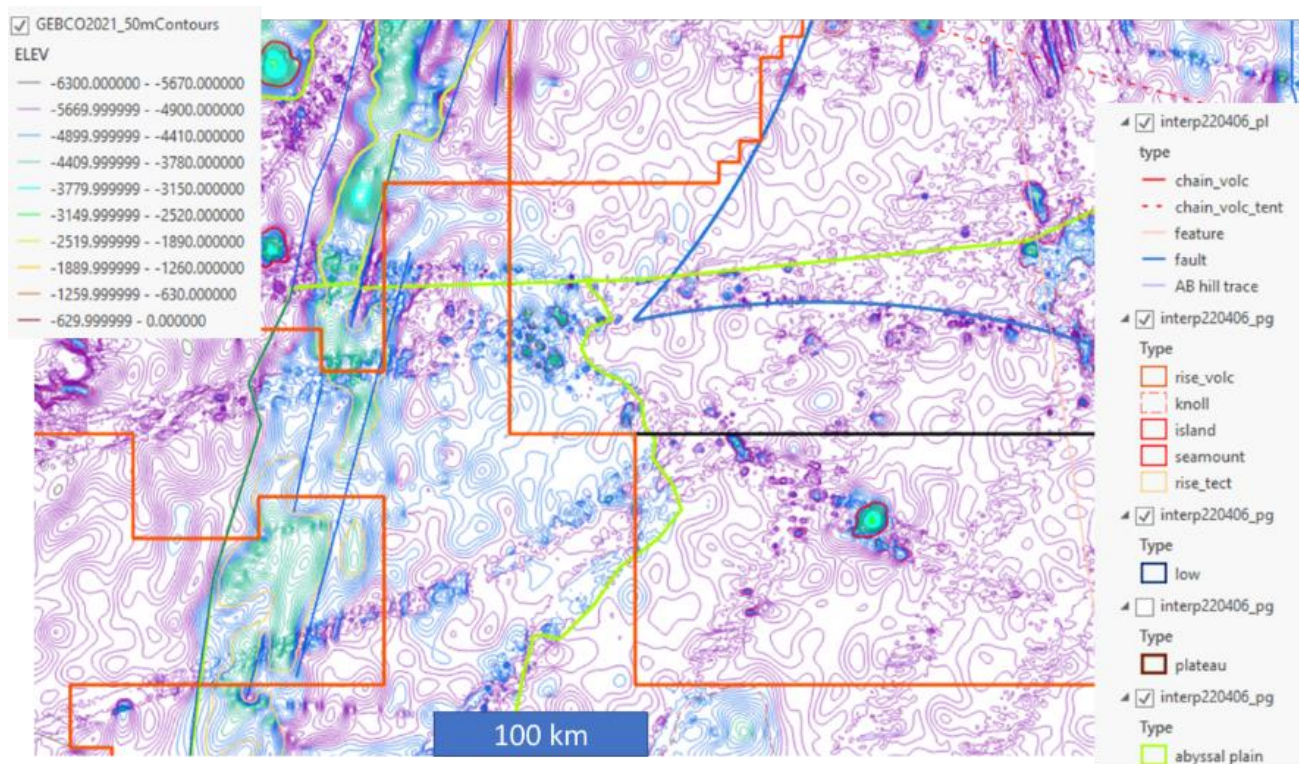 GEBCO2021_50mContours
ELEV
-6300.000000 - -5670.000000
-5669.999999 - -4900.000000
-4899.999999 - -4410.000000
-4409.999999 - -3780.000000
-3779.999999 - -3150.000000
-3149.999999 - -2520.000000
-2519.999999 - -1890.000000
-1889.999999 - -1260.000000
-1259.999999 - -630.000000
-629.999999 - 0.000000
interp220406_pl
type
chain_volc
chain_volc_tent
feature
fault
AB hill trace
interp220406_pg
Type
rise_volc
knoll
island
seamount
rise_tect
interp220406_pg
Type
low
interp220406_pg
Type
plateau
interp220406_pg
Type
abyssal plain
100 km